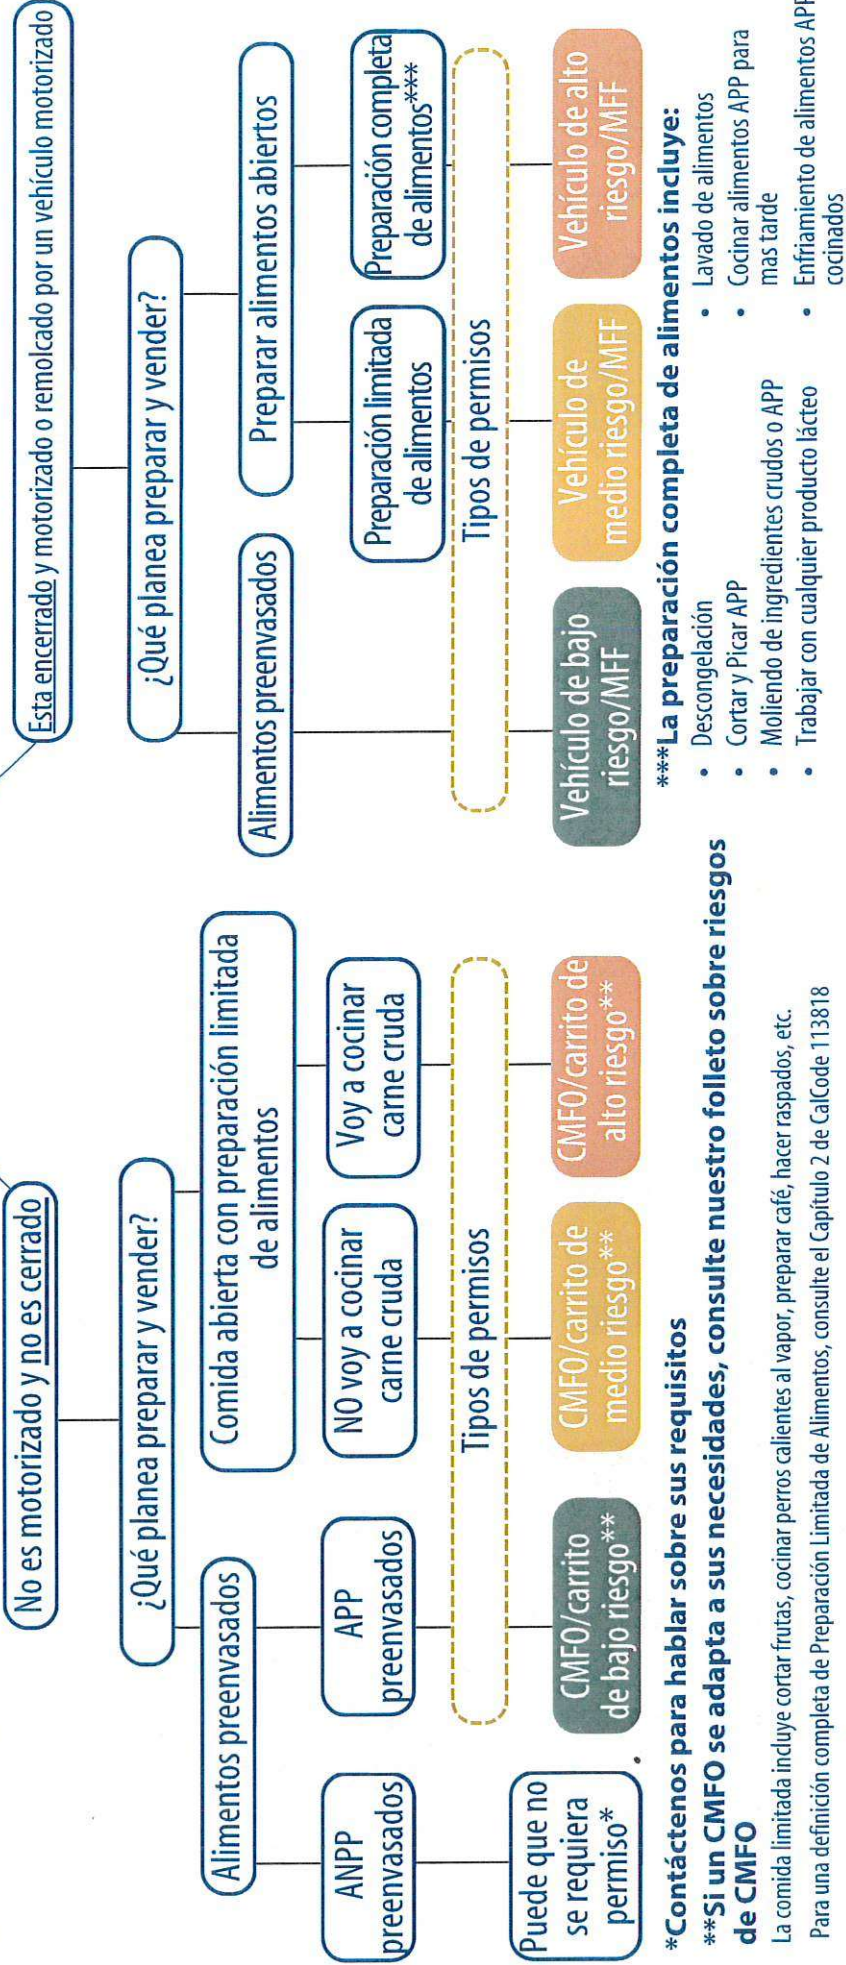 No es motorizado y no es cerrado
¿Qué planea preparar y vender?
Alimentos preenvasados
Comida abierta con preparación limitada
de alimentos
ANPP
preenvasados
APP
preenvasados
NO voy a cocinar
carne cruda
Voy a cocinar
carne cruda
Tipos de permisos
Puede que no
se requiera
permiso*
CMFO/carrito
de bajo riesgo**
CMFO/carrito de
medio riesgo**
CMFO/carrito de
alto riesgo**
*Contáctenos para hablar sobre sus requisitos
**Si un CMFO se adapta a sus necesidades, consulte nuestro folleto sobre riesgos
de CMFO
La comida limitada incluye cortar frutas, cocinar perros calientes al vapor, preparar café, hacer raspados, etc.
Para una definición completa de Preparación Limitada de Alimentos, consulte el Capítulo 2 de CalCode 113818
Esta encerrado y motorizado o remolcado por un vehículo motorizado
¿Qué planea preparar y vender?
Alimentos preenvasados
Preparar alimentos abiertos
Preparación limitada
de alimentos
Preparación completa
de alimentos***
Tipos de permisos
Vehículo de bajo
riesgo/MFF
Vehículo de
medio riesgo/MFF
Vehículo de alto
riesgo/MFF
***La preparación completa de alimentos incluye:
• Descongelación
• Cortar y Picar APP
• Moliendo de ingredientes crudos o APP
• Trabajar con cualquier producto lácteo
• Lavado de alimentos
• Cocinar alimentos APP para
mas tarde
• Enfriamiento de alimentos APP
cocinados